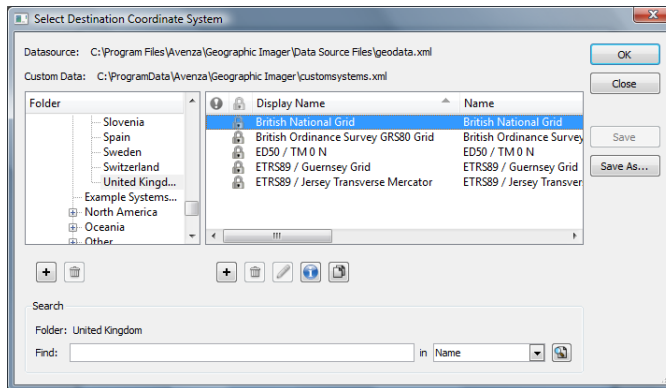 Select Destination Coordinate System
Datasource: C:\Program Files\Avenza\Geographic Imager\Data Source Files\geodata.xml
OK
Custom Data: C:\ProgramData\Avenza\Geographic Imager\customsystems.xml
Close
Folder
Display Name
Name
Slovenia
British National Grid
British National Grid
Spain
British Ordinance Survey GRS80 Grid
British Ordinance Survey
Save
Sweden
ED50 / TM 0 N
ED50 / TM 0 N
Switzerland
ETRS89 / Guernsey Grid
ETRS89 / Guernsey Grid
Save As...
United Kingd...
ETRS89 / Jersey Transverse Mercator
ETRS89 / Jersey Transver
Example Systems...
North America
Oceania
Other
Search
Folder: United Kingdom
Find:
in
Name